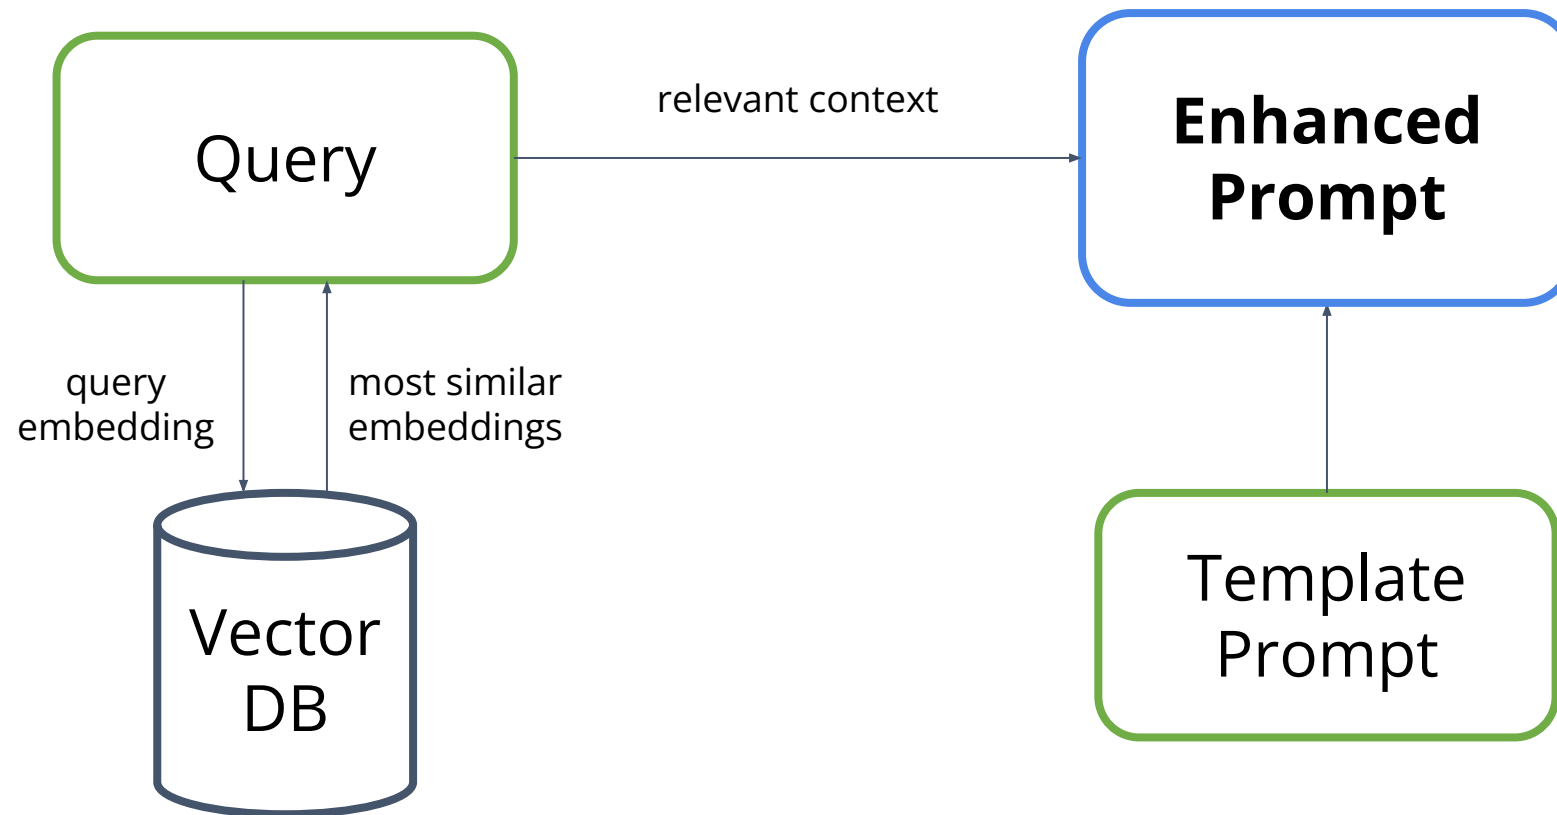 Query
relevant context
Enhanced
Prompt
query
embedding
most similar
embeddings
Vector
DB
Template
Prompt